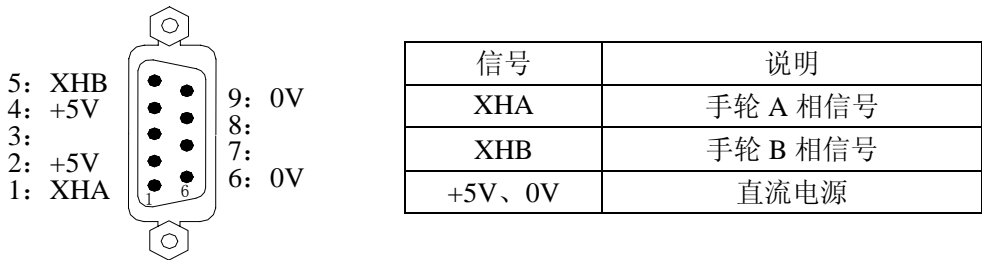 5：XHB
4：+5V
3：
2：+5V
1：XHA
1
6
9：0V
8：
7：
6：0V
信号 说明
XHA 手轮 A 相信号
XHB 手轮 B 相信号
+5V、0V 直流电源